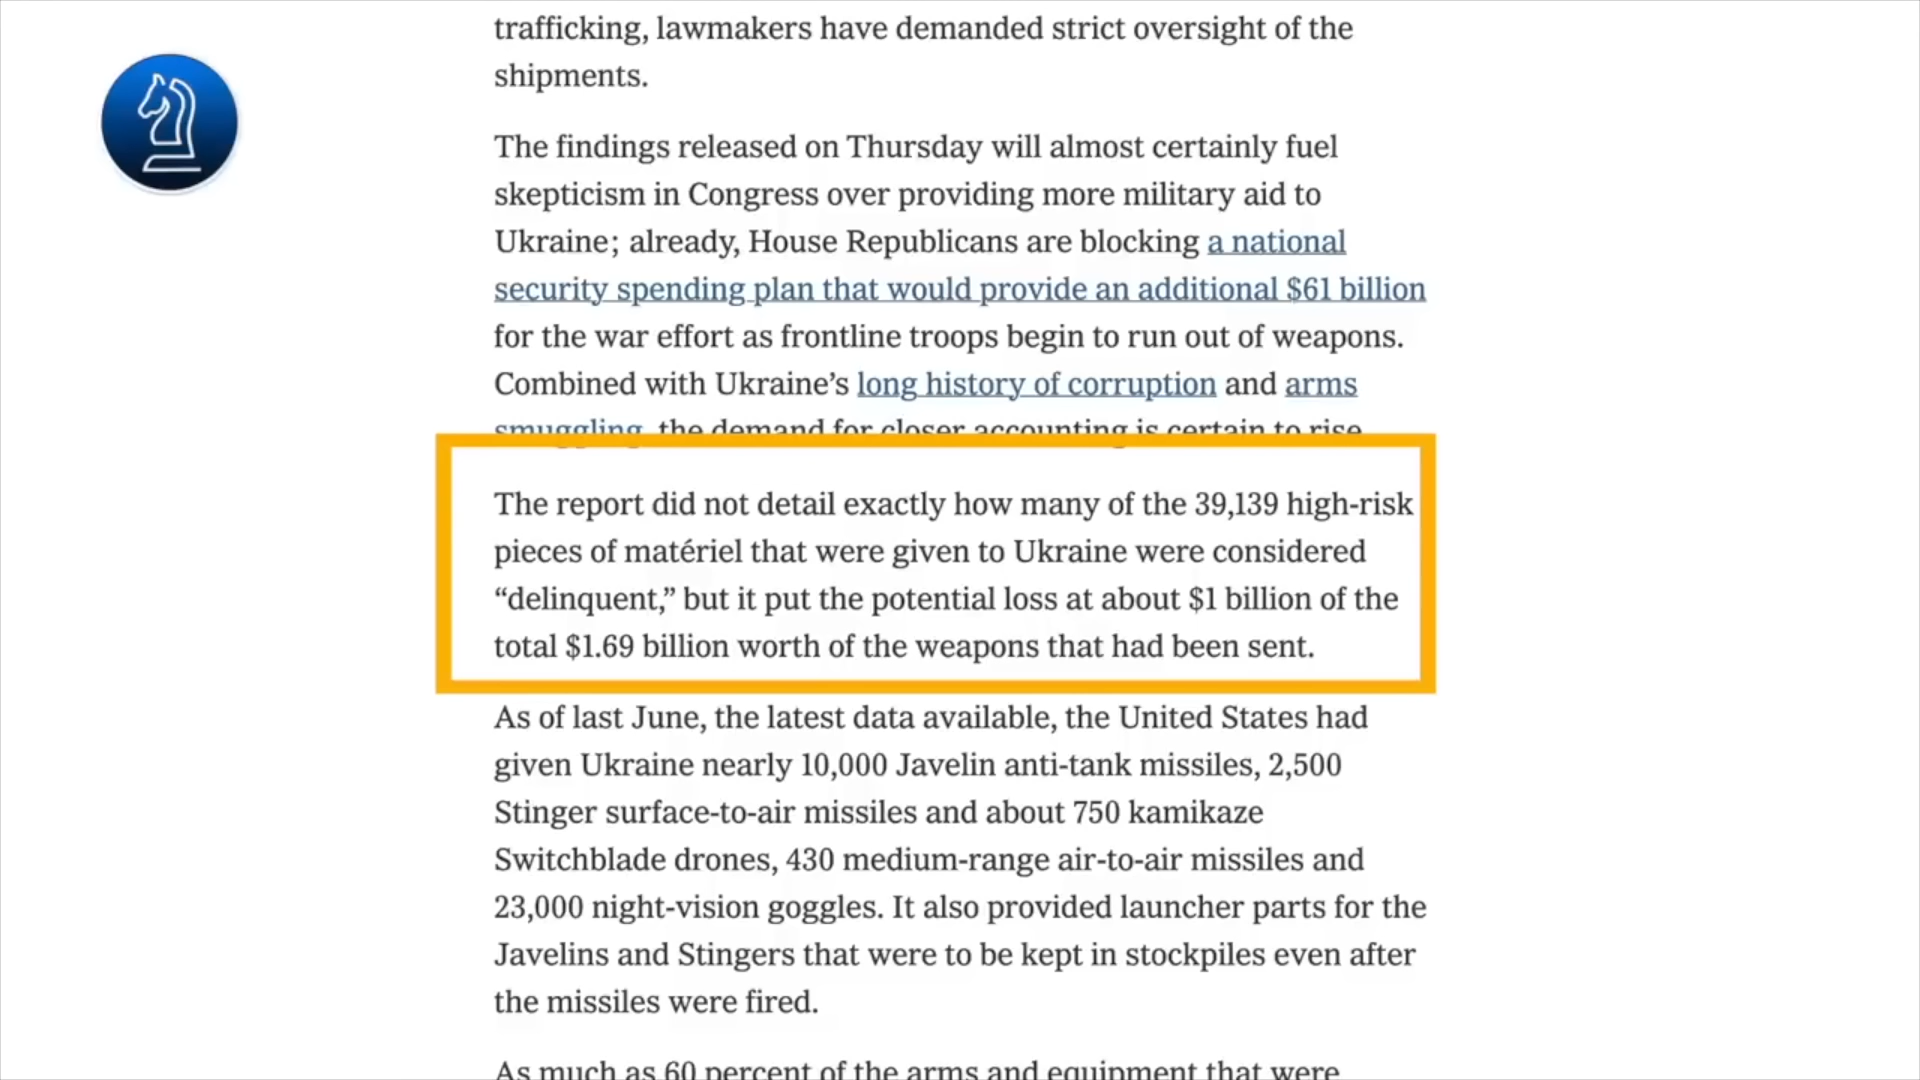 trafficking, lawmakers have demanded strict oversight of the
shipments.
The findings released on Thursday will almost certainly fuel
skepticism in Congress over providing more military aid to
Ukraine; already, House Republicans are blocking a national
security spending plan that would provide an additional $61 billion
for the war effort as frontline troops begin to run out of weapons.
Combined with Ukraine’s long history of corruption and arms
smuggling, the demand for closer accounting is certain to rise
The report did not detail exactly how many of the 39,139 high-risk
pieces of matériel that were given to Ukraine were considered
“delinquent,” but it put the potential loss at about $1 billion of the
total $1.69 billion worth of the weapons that had been sent.
As of last June, the latest data available, the United States had
given Ukraine nearly 10,000 Javelin anti-tank missiles, 2,500
Stinger surface-to-air missiles and about 750 kamikaze
Switchblade drones, 430 medium-range air-to-air missiles and
23,000 night-vision goggles. It also provided launcher parts for the
Javelins and Stingers that were to be kept in stockpiles even after
the missiles were fired.
As much as 60 percent of the arms and equipment that were